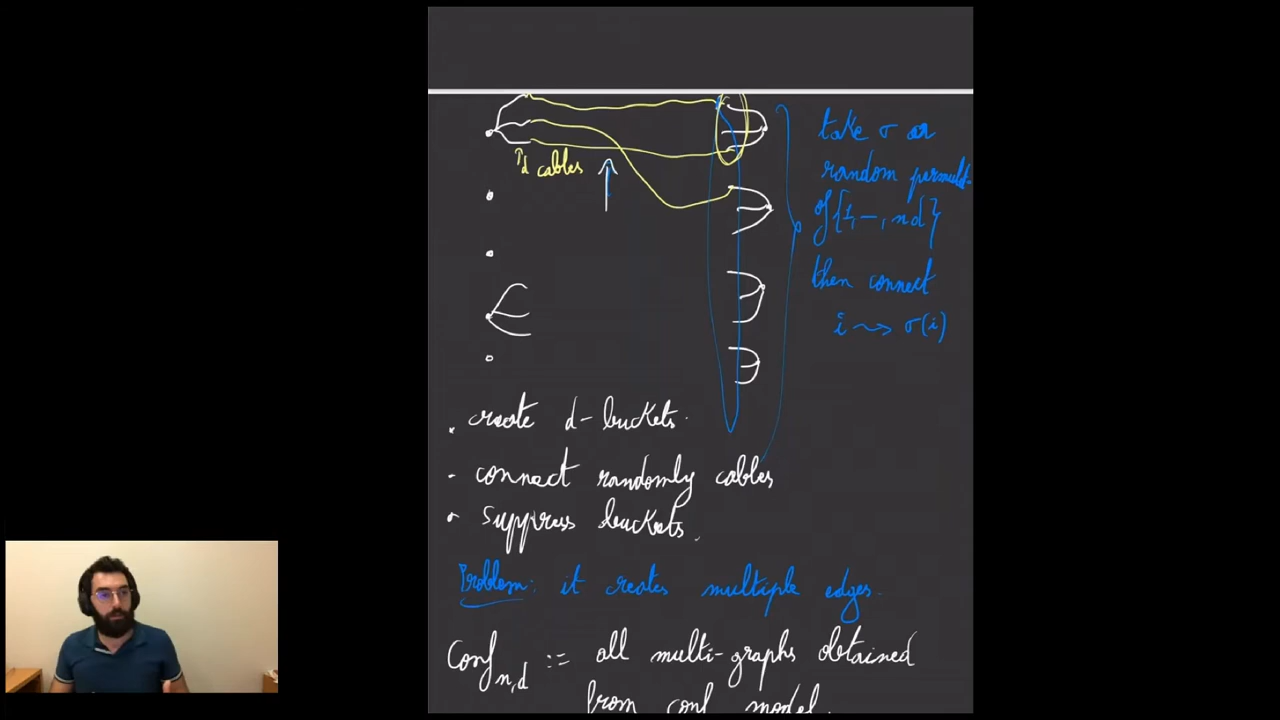 ↑d cables
take σ a
random permut-
of {1, -, nd}
then connect
i ⇝ σ(i)
• create d-buckets.
- connect randomly cables
• suppress buckets.
Problem: it creates multiple edges.
Conf n,d := all multi-graphs obtained
from conf model.